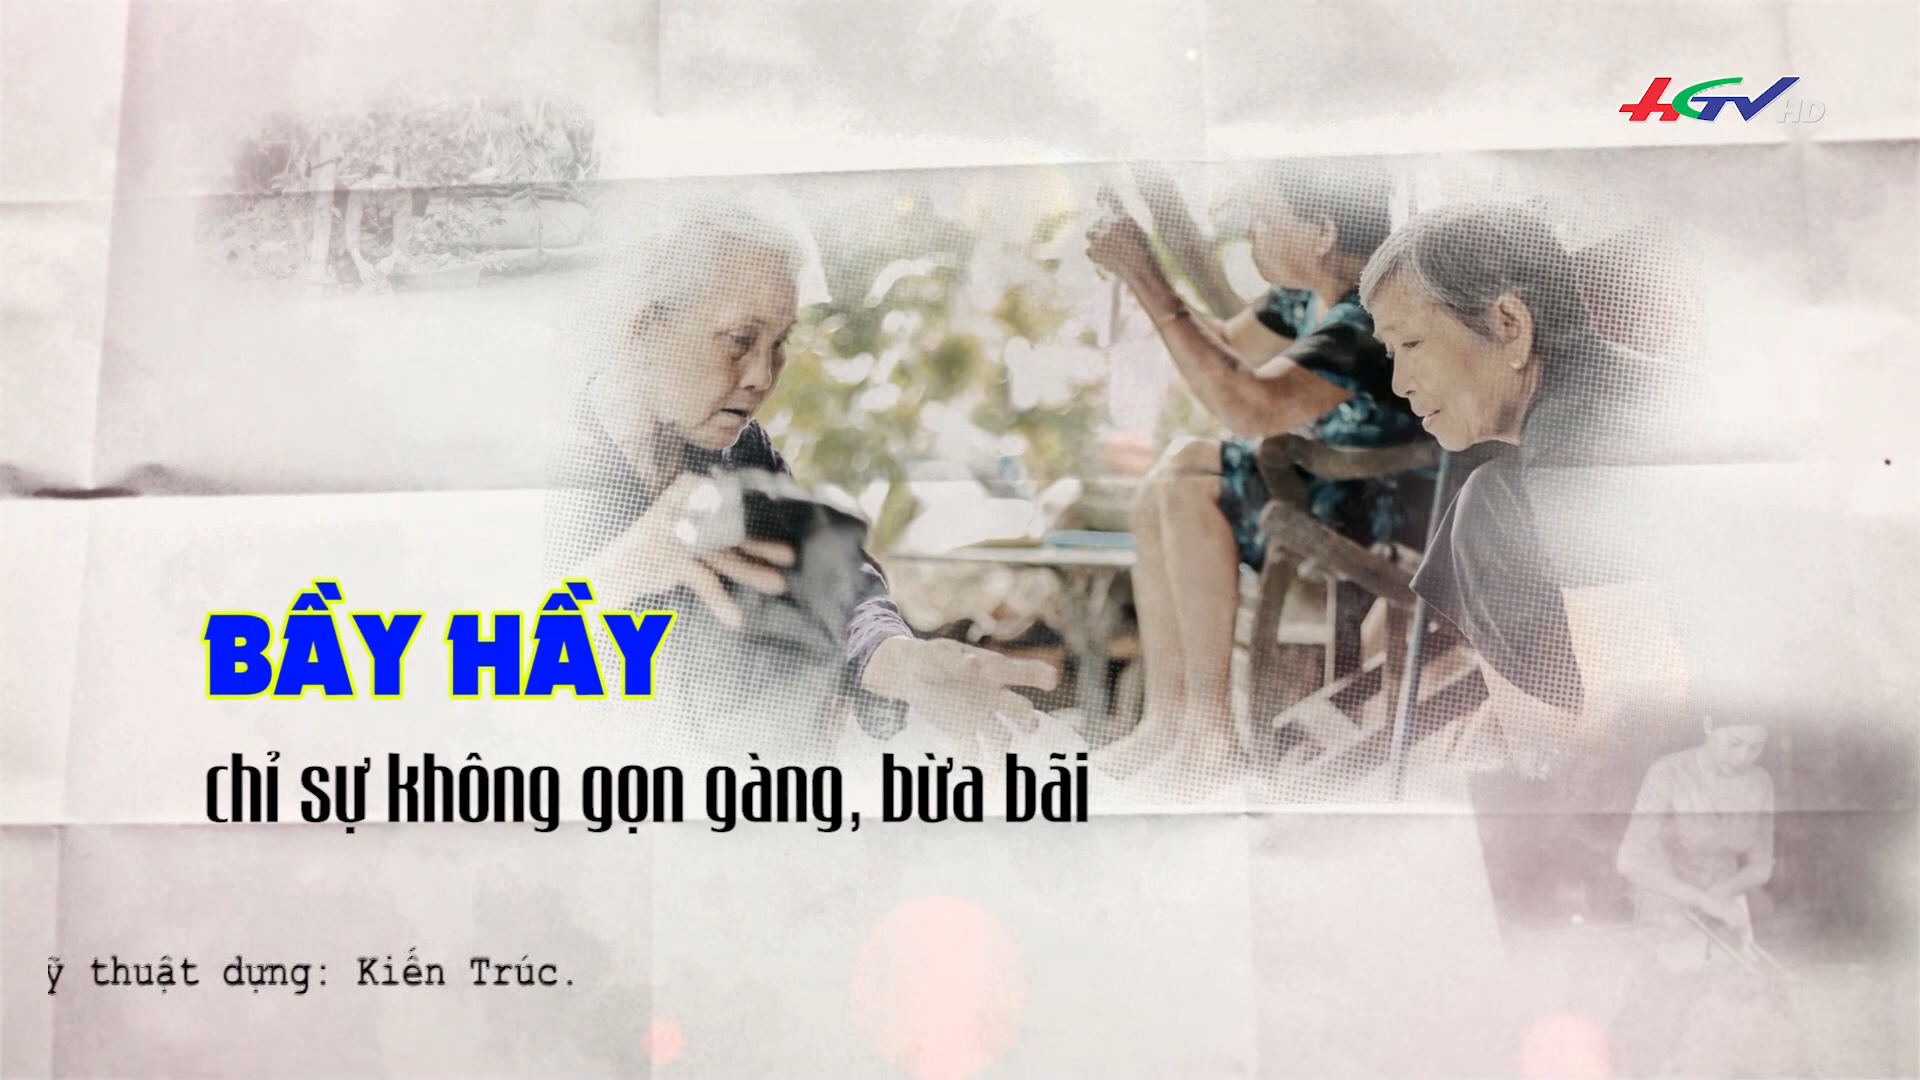 HGTV HD
BẦY HẦY
chỉ sự không gọn gàng, bừa bãi
ỹ thuật dựng: Kiến Trúc.